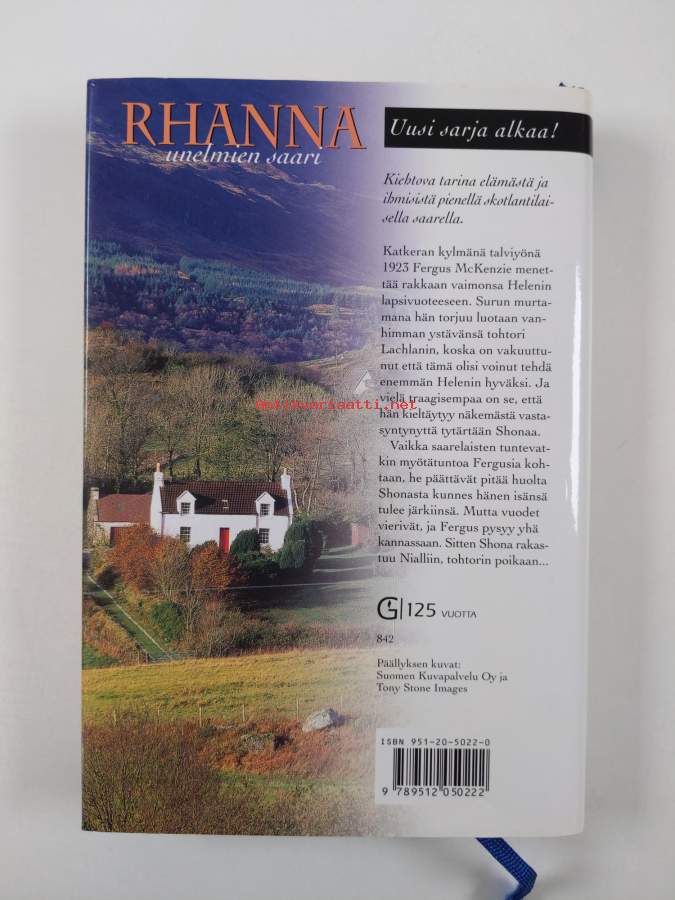 RHANNA
unelmien saari
Uusi sarja alkaa!
Kiehtova tarina elämästä ja
ihmisistä pienellä skotlantilai-
sella saarella.
Katkeran kylmänä talviyönä
1923 Fergus McKenzie menet-
tää rakkaan vaimonsa Helenin
lapsivuoteeseen. Surun murta-
mana hän torjuu luotaan van-
himman ystävänsä tohtori
Lachlanin, koska on vakuuttu-
nut että tämä olisi voinut tehdä
enemmän Helenin hyväksi. Ja
vielä traagisempaa on se, että
antikvariaatti.net
hän kieltäytyy näkemästä vasta-
syntynyttä tytärtään Shonaa.
Vaikka saarelaisten tuntevat-
kin myötätuntoa Fergusia koh-
taan, he päättävät pitää huolta
Shonasta kunnes hänen isänsä
tulee järkiinsä. Mutta vuodet
vierivät, ja Fergus pysyy yhä
kannassaan. Sitten Shona rakas-
tuu Nialliin, tohtorin poikaan...
G 125 VUOTTA
842
Päällyksen kuvat:
Suomen Kuvapalvelu Oy ja
Tony Stone Images
ISBN 951-20-5022-0
9 789512 050222